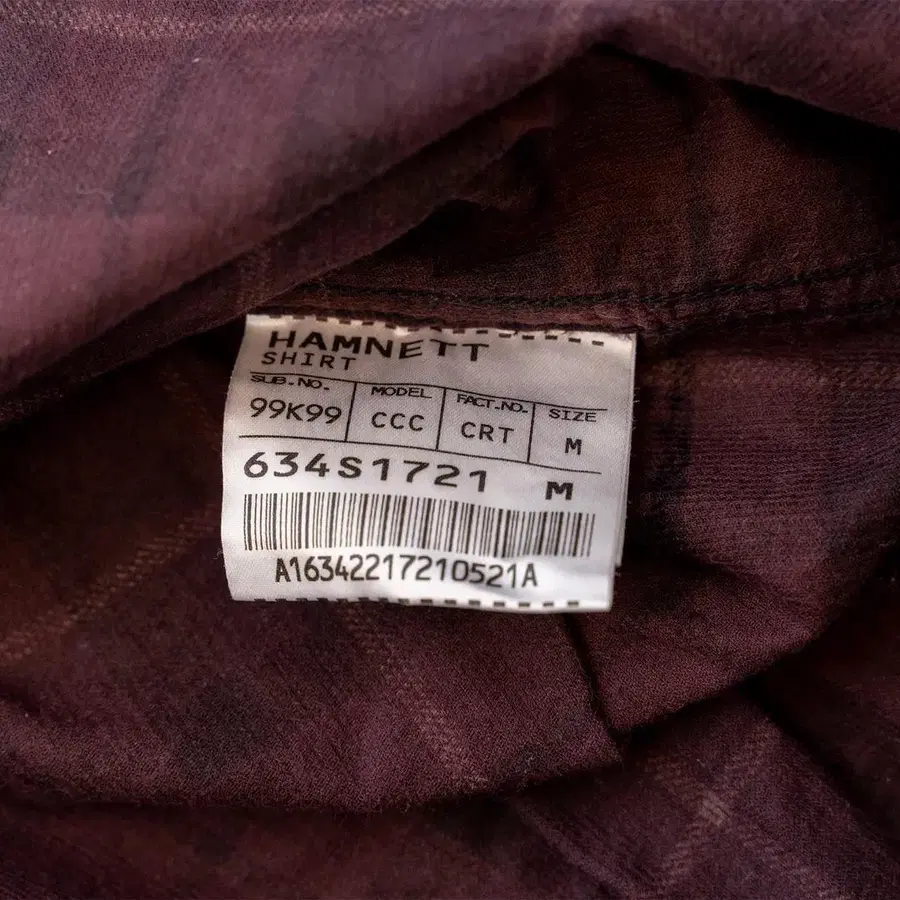 HAMNETT
SHIRT
SUB.NO. MODEL FACT.NO. SIZE
99K99 CCC CRT M
634S1721 M
A16342217210521A